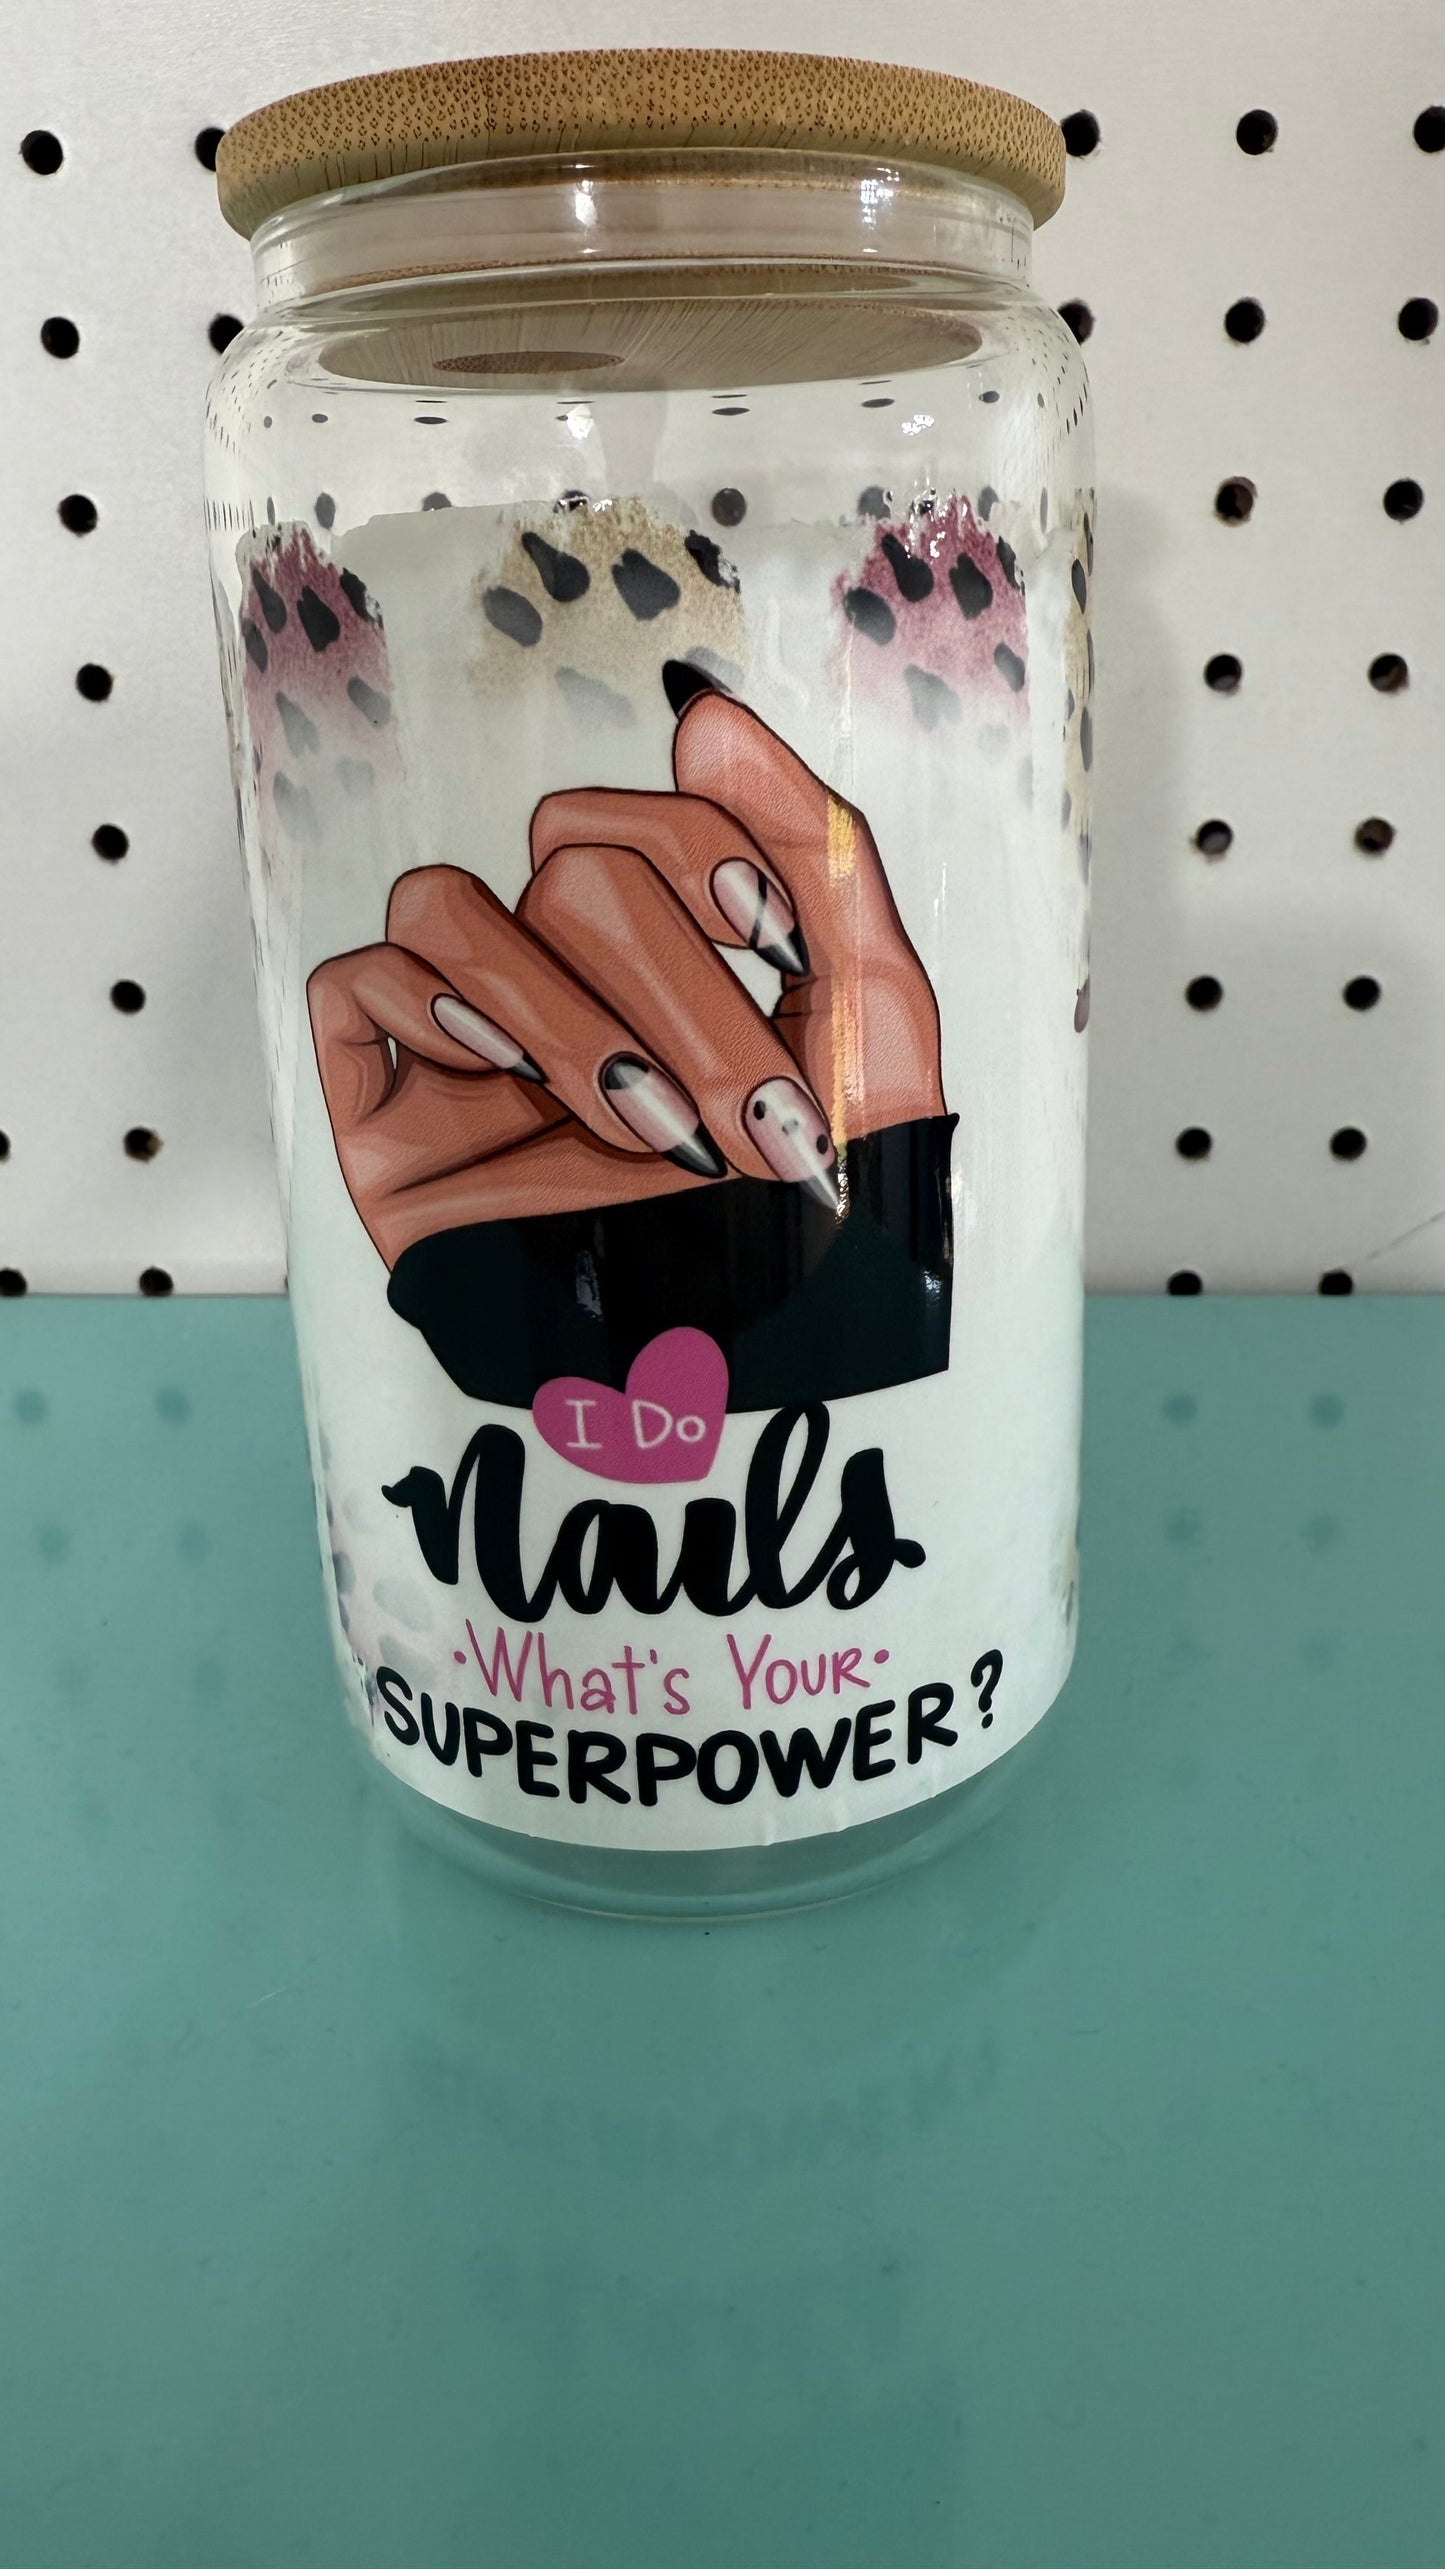 I Do
Nails
·What's Your·
SUPERPOWER?